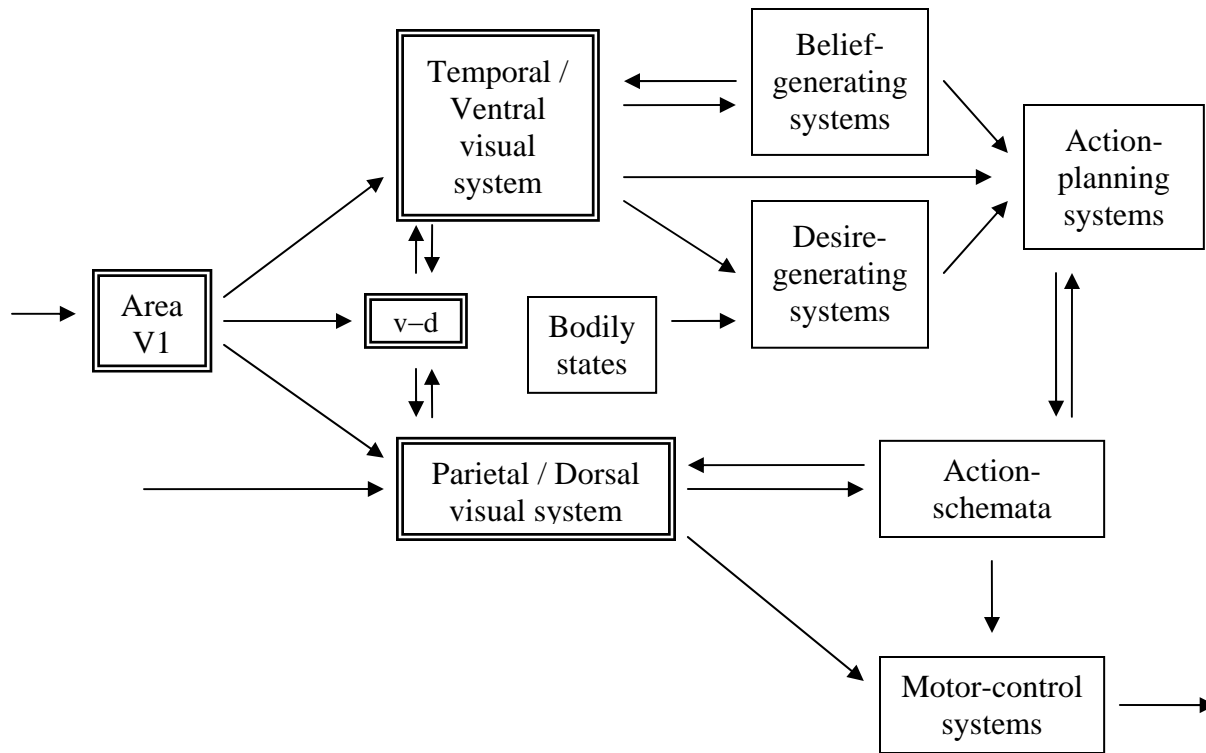 Temporal /
Ventral
visual
system
Belief-
generating
systems
Action-
planning
systems
Desire-
generating
systems
Area
V1
v–d
Bodily
states
Parietal / Dorsal
visual system
Action-
schemata
Motor-control
systems